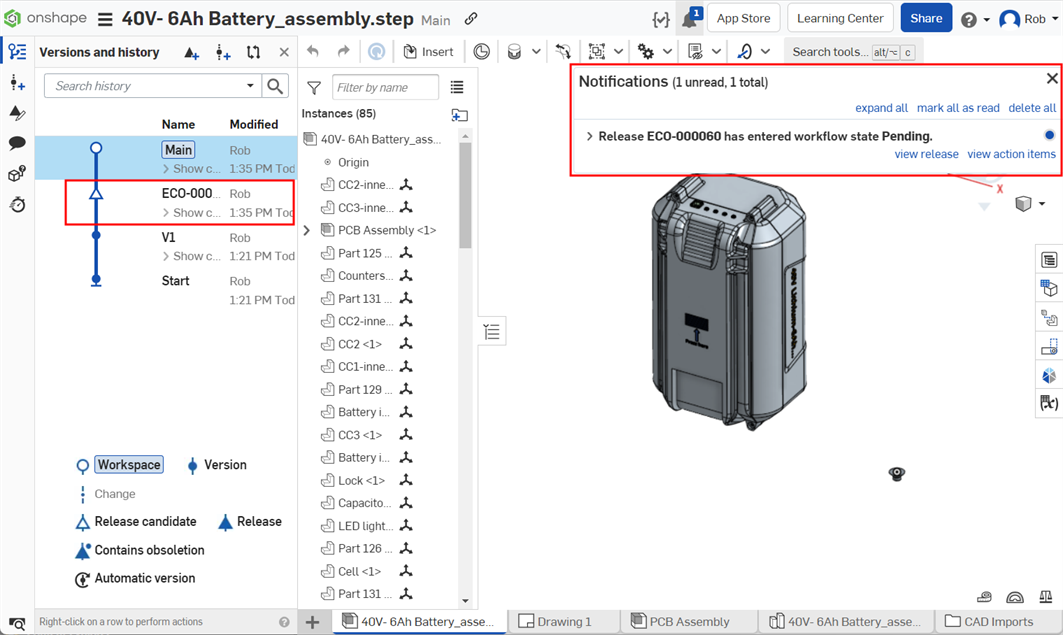 onshape
40V- 6Ah Battery_assembly.step Main
1
App Store
Learning Center
Share
Rob
Versions and history
Insert
Search tools... alt/⌥ c
Search history
Name Modified
Main Rob
Show c... 1:35 PM Tod
ECO-000... Rob
Show c... 1:35 PM Tod
V1 Rob
Show c... 1:21 PM Tod
Start Rob
1:21 PM Tod
Workspace Version
Change
Release candidate Release
Contains obsoletion
Automatic version
Right-click on a row to perform actions
Filter by name
Instances (85)
40V- 6Ah Battery_ass...
Origin
CC2-inne...
CC3-inne...
PCB Assembly <1>
Part 125 ...
Counters...
Part 131 ...
CC2-inne...
CC2 <1>
CC1-inne...
Part 129 ...
Battery i...
CC3 <1>
Battery i...
Lock <1>
Capacito...
LED light...
Part 126 ...
Cell <1>
Part 131 ...
Notifications (1 unread, 1 total)
expand all mark all as read delete all
Release ECO-000060 has entered workflow state Pending.
view release view action items
X
40V- 6Ah Battery_asse...
Drawing 1
PCB Assembly
40V- 6Ah Battery_asse...
CAD Imports